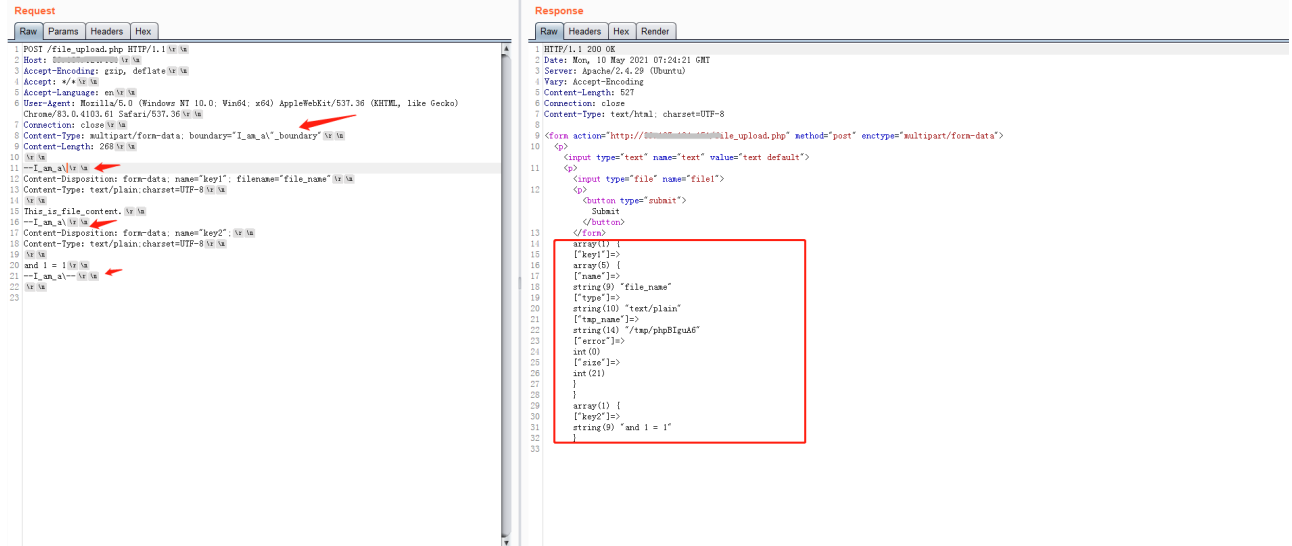 Request
Raw Params Headers Hex
1 POST /file_upload.php HTTP/1.1 \r \n
2 Host: \r \n
3 Accept-Encoding: gzip, deflate \r \n
4 Accept: */* \r \n
5 Accept-Language: en \r \n
6 User-Agent: Mozilla/5.0 (Windows NT 10.0; Win64; x64) AppleWebKit/537.36 (KHTML, like Gecko)
Chrome/83.0.4103.61 Safari/537.36 \r \n
7 Connection: close \r \n
8 Content-Type: multipart/form-data; boundary="I_am_a\"_boundary" \r \n
9 Content-Length: 268 \r \n
10 \r \n
11 --I_am_a\ \r \n
12 Content-Disposition: form-data; name="key1"; filename="file_name" \r \n
13 Content-Type: text/plain;charset=UTF-8 \r \n
14 \r \n
15 This_is_file_content. \r \n
16 --I_am_a\ \r \n
17 Content-Disposition: form-data; name="key2"; \r \n
18 Content-Type: text/plain;charset=UTF-8 \r \n
19 \r \n
20 and 1 = 1 \r \n
21 --I_am_a\-- \r \n
22 \r \n
23
Response
Raw Headers Hex Render
1 HTTP/1.1 200 OK
2 Date: Mon, 10 May 2021 07:24:21 GMT
3 Server: Apache/2.4.29 (Ubuntu)
4 Vary: Accept-Encoding
5 Content-Length: 527
6 Connection: close
7 Content-Type: text/html; charset=UTF-8
8
9 <form action="http:// ile_upload.php" method="post" enctype="multipart/form-data">
10 <p>
<input type="text" name="text" value="text default">
11 <p>
<input type="file" name="file1">
12 <p>
<button type="submit">
Submit
</button>
13 </form>
14 array(1) {
15 ["key1"]=>
16 array(5) {
17 ["name"]=>
18 string(9) "file_name"
19 ["type"]=>
20 string(10) "text/plain"
21 ["tmp_name"]=>
22 string(14) "/tmp/phpBIguA6"
23 ["error"]=>
24 int(0)
25 ["size"]=>
26 int(21)
27 }
28 }
29 array(1) {
30 ["key2"]=>
31 string(9) "and 1 = 1"
32 }
33